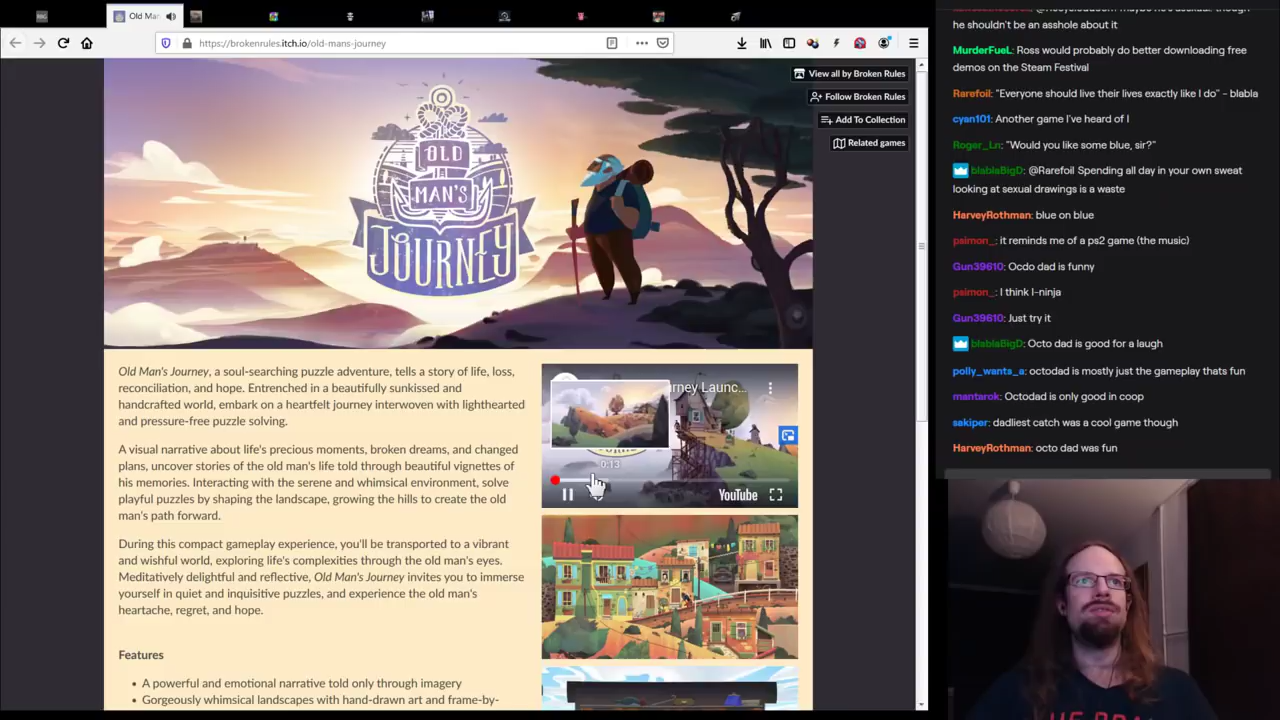 Old Man
https://brokenrules.itch.io/old-mans-journey
View all by Broken Rules
Follow Broken Rules
Add To Collection
Related games
OLD
MAN'S
JOURNEY
Old Man's Journey, a soul-searching puzzle adventure, tells a story of life, loss,
reconciliation, and hope. Entrenched in a beautifully sunkissed and
handcrafted world, embark on a heartfelt journey interwoven with lighthearted
and pressure-free puzzle solving.
A visual narrative about life's precious moments, broken dreams, and changed
plans, uncover stories of the old man's life told through beautiful vignettes of
his memories. Interacting with the serene and whimsical environment, solve
playful puzzles by shaping the landscape, growing the hills to create the old
man's path forward.
During this compact gameplay experience, you'll be transported to a vibrant
and wishful world, exploring life's complexities through the old man's eyes.
Meditatively delightful and reflective, Old Man's Journey invites you to immerse
yourself in quiet and inquisitive puzzles, and experience the old man's
heartache, regret, and hope.
Features
• A powerful and emotional narrative told only through imagery
• Gorgeously whimsical landscapes with hand-drawn art and frame-by-
rney Launc...
0:13
YouTube
he shouldn't be an asshole about it
MurderFueL: Ross would probably do better downloading free
demos on the Steam Festival
Rarefoil: "Everyone should live their lives exactly like I do" - blabla
cyan101: Another game I've heard of I
Roger_Ln: "Would you like some blue, sir?"
blablaBigD: @Rarefoil Spending all day in your own sweat
looking at sexual drawings is a waste
HarveyRothman: blue on blue
psimon_: it reminds me of a ps2 game (the music)
Gun39610: Ocdo dad is funny
psimon_: I think I-ninja
Gun39610: Just try it
blablaBigD: Octo dad is good for a laugh
polly_wants_a: octodad is mostly just the gameplay thats fun
mantarok: Octodad is only good in coop
sakiper: dadliest catch was a cool game though
HarveyRothman: octo dad was fun